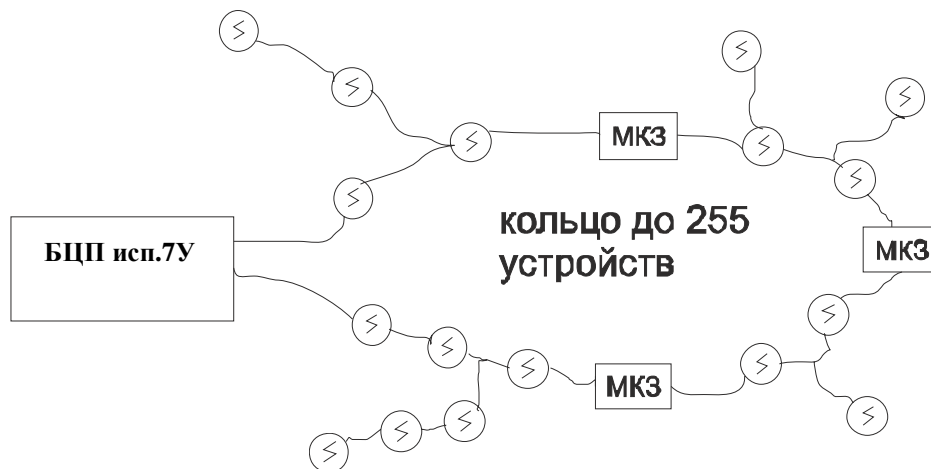 МКЗ
БЦП исп.7У
кольцо до 255
устройств
МКЗ
МКЗ